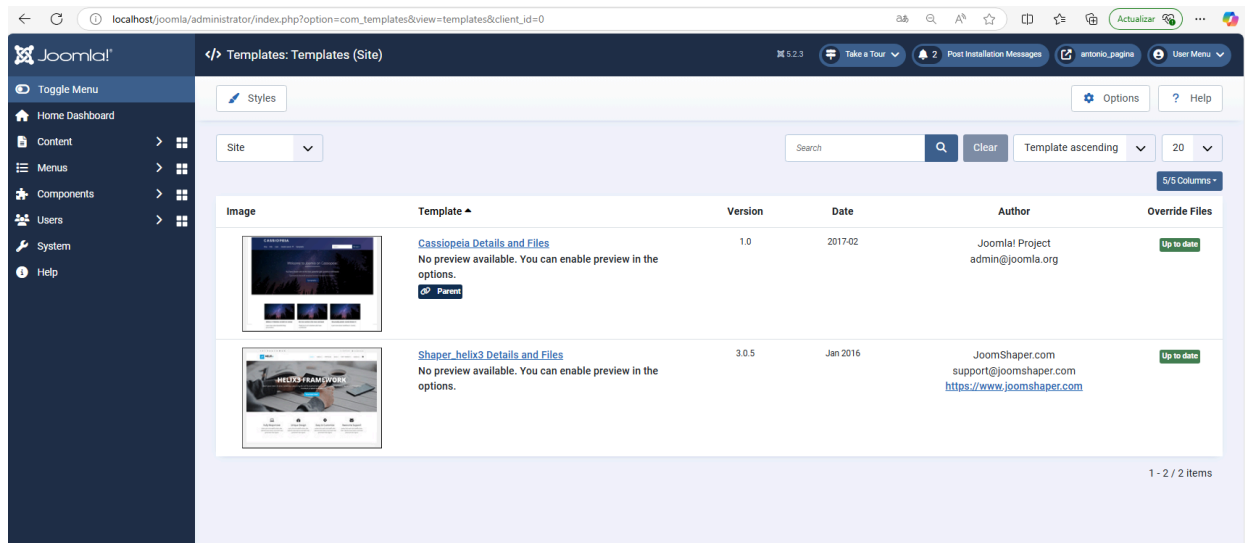 localhost/joomla/administrator/index.php?option=com_templates&view=templates&client_id=0
Actualizar
Joomla!
</> Templates: Templates (Site)
5.2.3
Take a Tour
2 Post Installation Messages
antonio_pagina
User Menu
Toggle Menu
Home Dashboard
Content
Menus
Components
Users
System
Help
Styles
Options
? Help
Site
Search
Clear
Template ascending
20
5/5 Columns
Image Template Version Date Author Override Files
CASSIOPEIA
Cassiopeia Details and Files
No preview available. You can enable preview in the
options.
Parent
1.0
2017-02
Joomla! Project
admin@joomla.org
Up to date
HELIX3 FRAMEWORK
Shaper_helix3 Details and Files
No preview available. You can enable preview in the
options.
3.0.5
Jan 2016
JoomShaper.com
support@joomshaper.com
https://www.joomshaper.com
Up to date
1 - 2 / 2 items